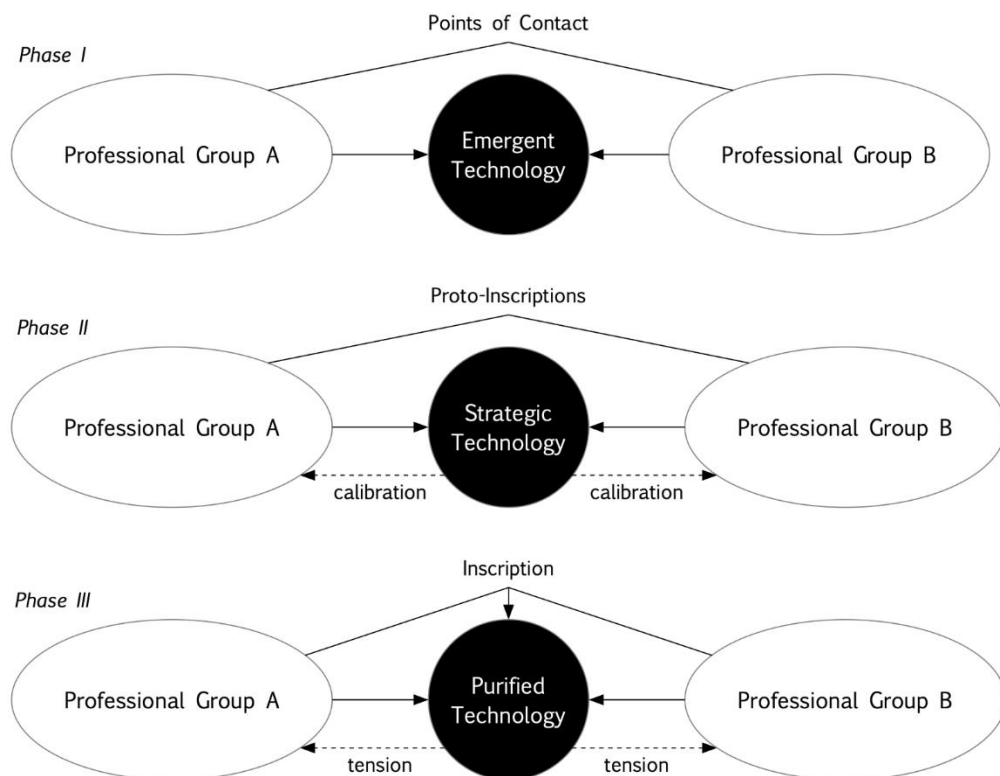 Points of Contact
Phase I
Professional Group A
Emergent
Technology
Professional Group B
Proto-Inscriptions
Phase II
Professional Group A
Strategic
Technology
Professional Group B
calibration
calibration
Inscription
Phase III
Professional Group A
Purified
Technology
Professional Group B
tension
tension